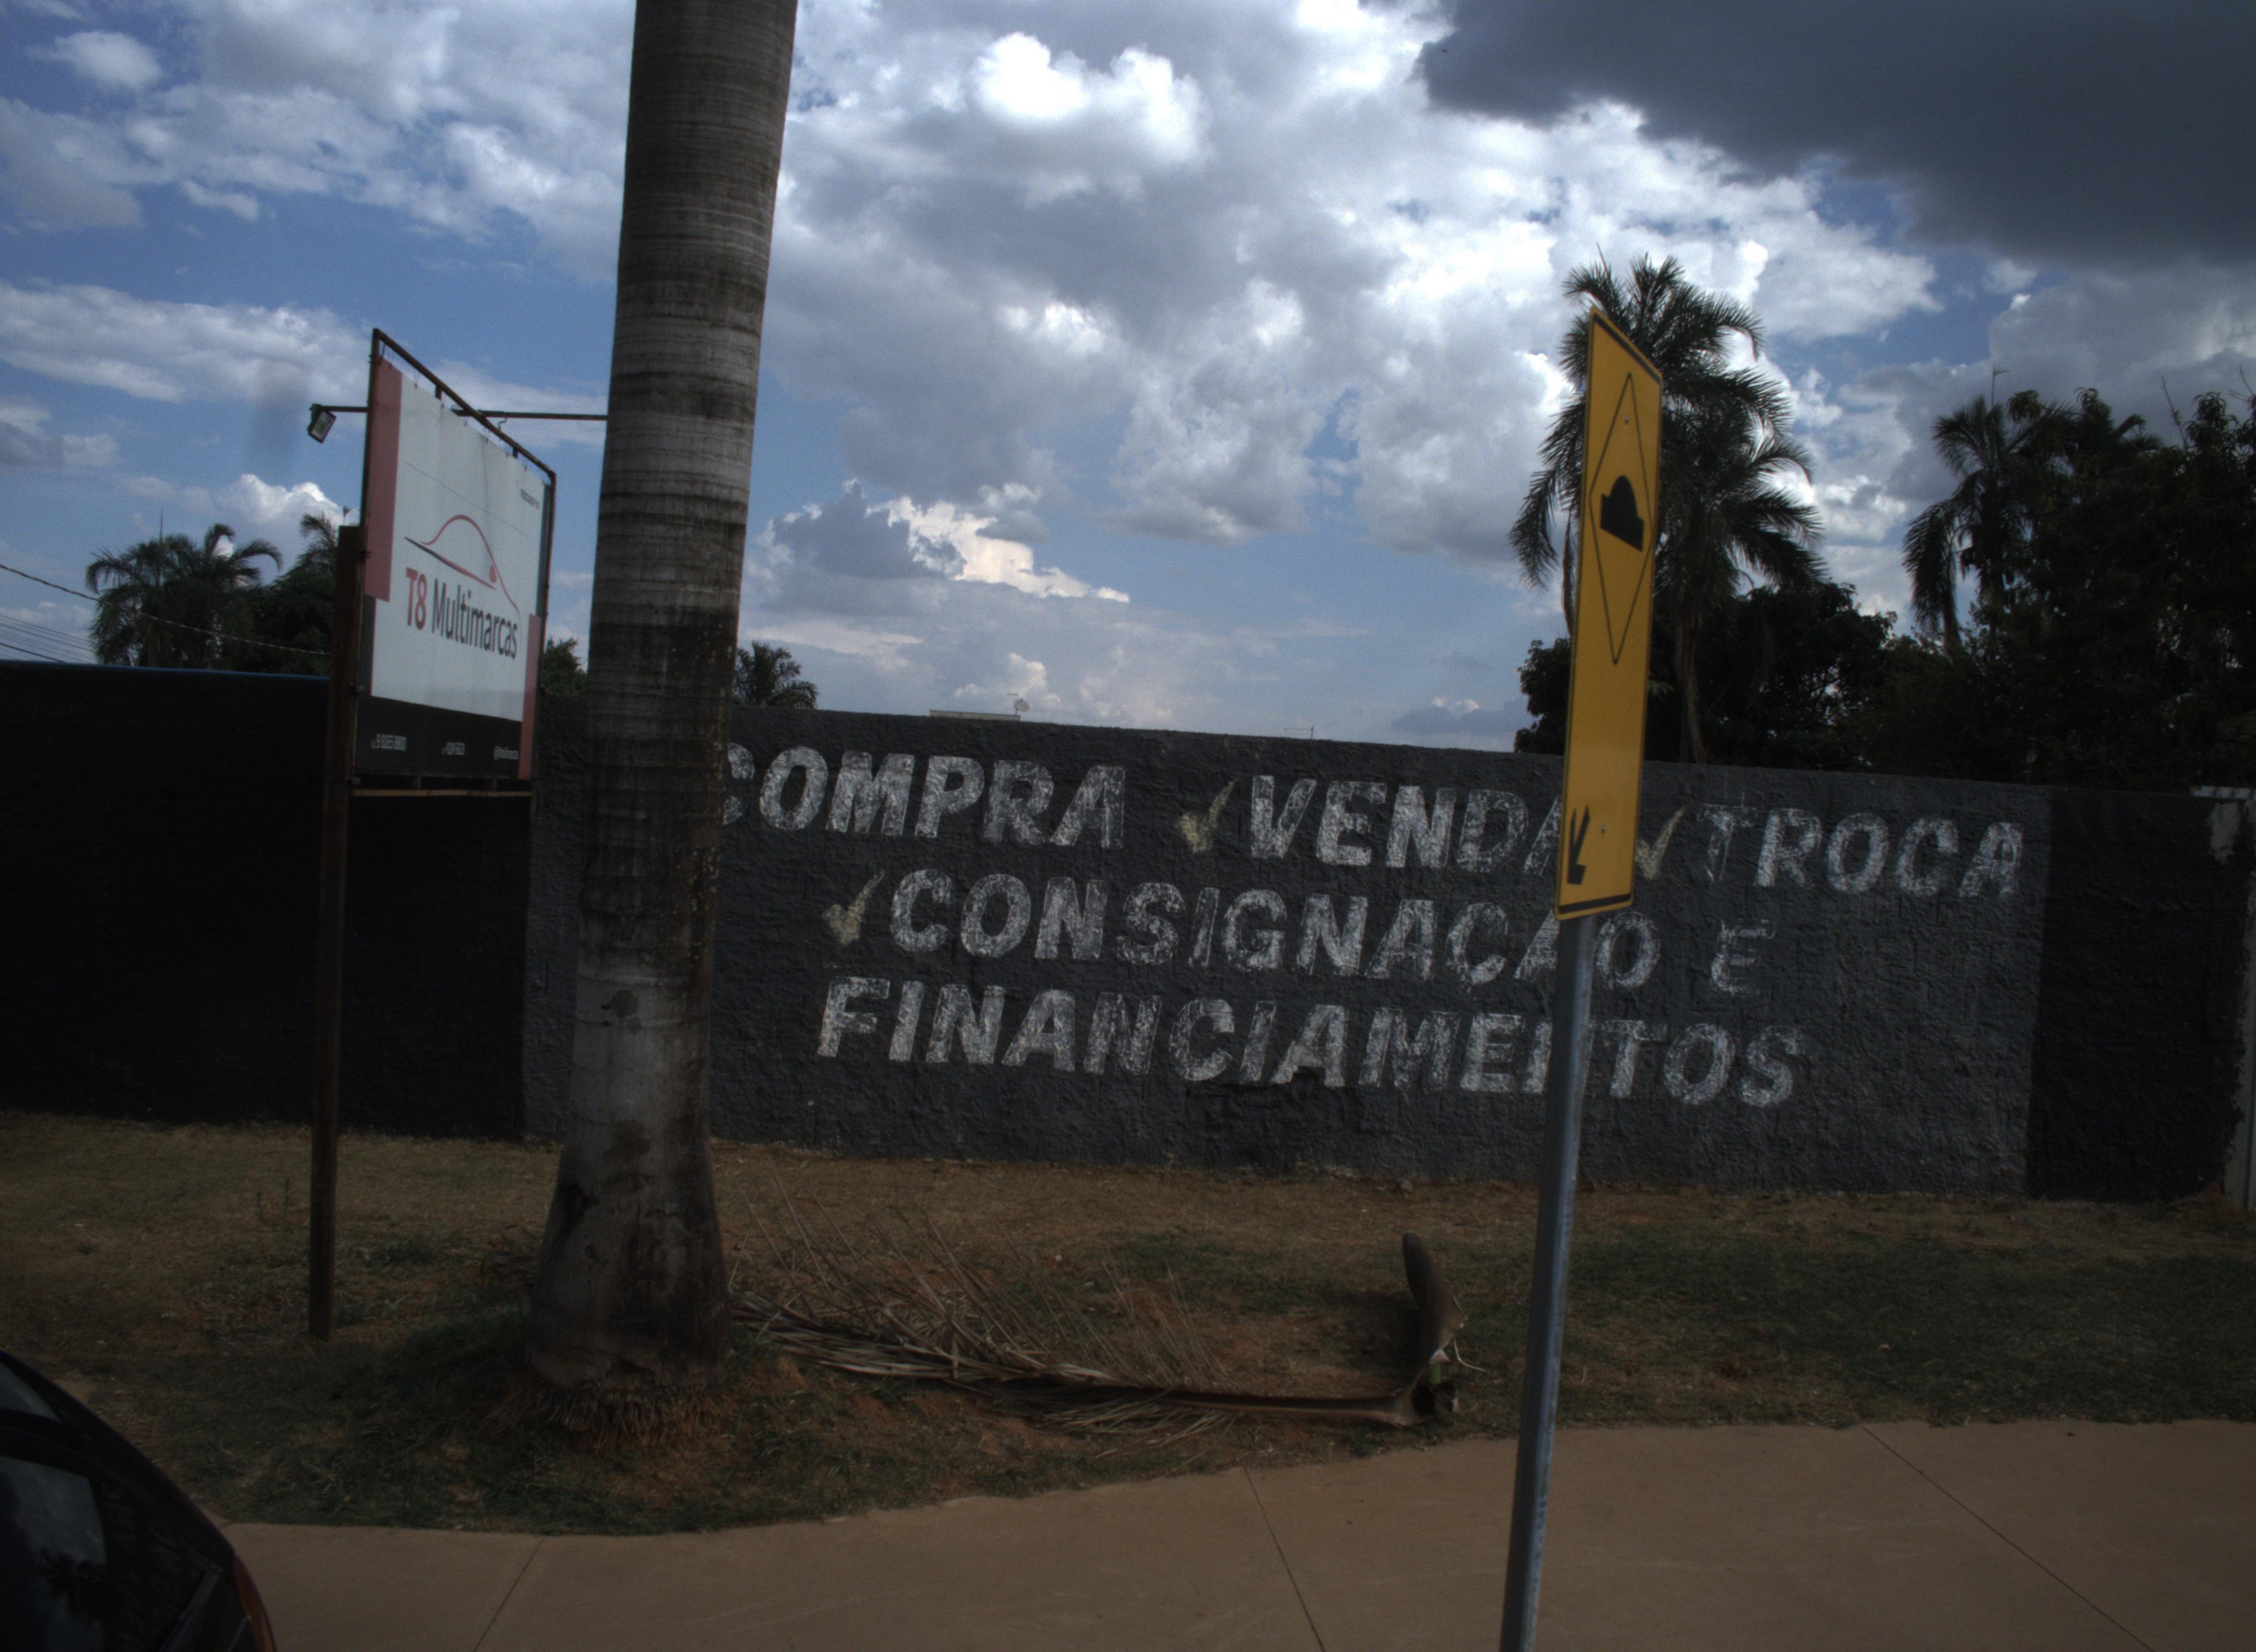 T8 Multimarcas
COMPRA ✓VENDA ✓TROCA
✓CONSIGNAÇÃO E
FINANCIAMENTOS